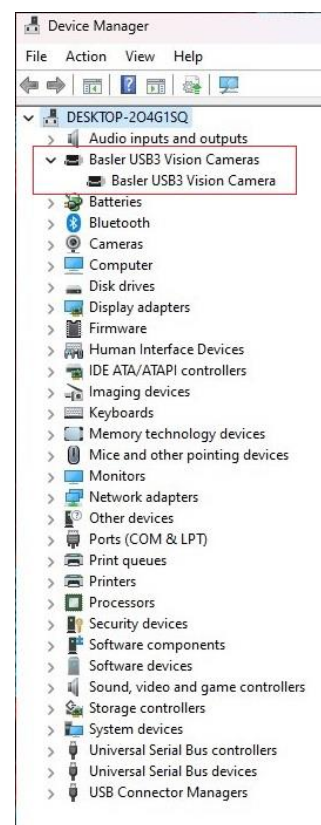 Device Manager
File Action View Help
DESKTOP-2O4G1SQ
Audio inputs and outputs
Basler USB3 Vision Cameras
Basler USB3 Vision Camera
Batteries
Bluetooth
Cameras
Computer
Disk drives
Display adapters
Firmware
Human Interface Devices
IDE ATA/ATAPI controllers
Imaging devices
Keyboards
Memory technology devices
Mice and other pointing devices
Monitors
Network adapters
Other devices
Ports (COM & LPT)
Print queues
Printers
Processors
Security devices
Software components
Software devices
Sound, video and game controllers
Storage controllers
System devices
Universal Serial Bus controllers
Universal Serial Bus devices
USB Connector Managers